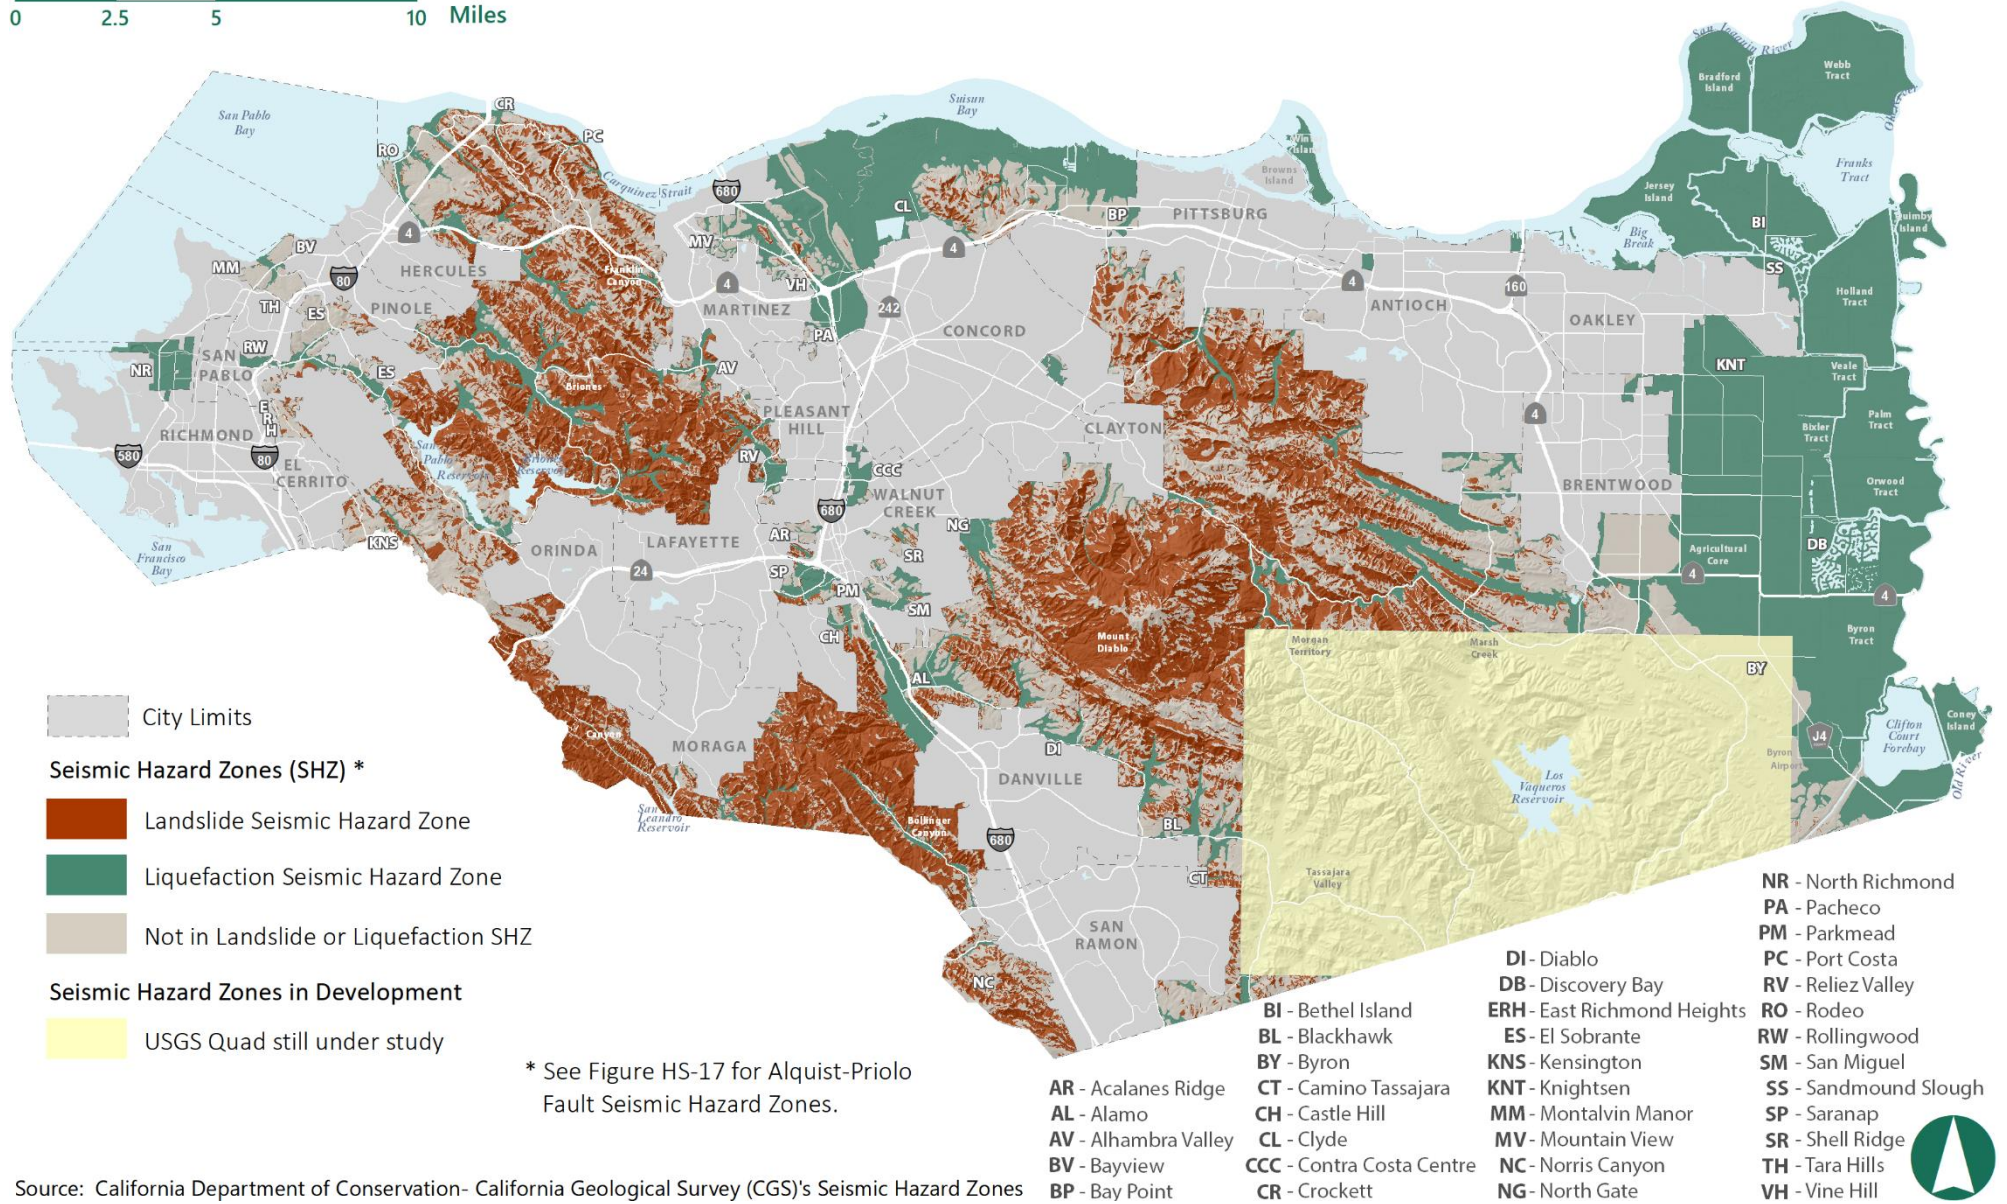 0 2.5 5 10 Miles
San Joaquin River
Bradford
Island
Webb
Tract
San Pablo
Bay
Suisun
Bay
CR
PC
RO
Carquinez Strait
680
CL
Browns
Island
Franks
Tract
Jersey
Island
BP
PITTSBURG
BI
Big
Break
MV
4
4
BV
MM
HERCULES
Franklin
Canyon
SS
80
4
VH
4
160
Holland
Tract
TH
ES
PINOLE
MARTINEZ
242
CONCORD
ANTIOCH
OAKLEY
PA
RW
SAN
PABLO
NR
ES
AV
KNT
Veale
Tract
Briones
E
R
H
PLEASANT
HILL
CLAYTON
4
Palm
Tract
Bixler
Tract
RICHMOND
580
80
EL
CERRITO
San
Pablo
Reservoir
Briones
Reservoir
RV
CCC
WALNUT
CREEK
BRENTWOOD
Orwood
Tract
680
NG
KNS
San
Francisco
Bay
ORINDA
LAFAYETTE
AR
SR
DB
Agricultural
Core
24
SP
4
PM
SM
4
CH
Mount
Diablo
Morgan
Territory
Marsh
Creek
Byron
Tract
BY
AL
City Limits
Canyon
MORAGA
DI
DANVILLE
Clifton
Court
Forebay
Coney
Island
J4
Byron
Airport
Old River
Los
Vaqueros
Reservoir
Seismic Hazard Zones (SHZ) *
Landslide Seismic Hazard Zone
San
Leandro
Reservoir
Bollinger
Canyon
680
BL
Liquefaction Seismic Hazard Zone
CT
Tassajara
Valley
Not in Landslide or Liquefaction SHZ
SAN
RAMON
NC
Seismic Hazard Zones in Development
USGS Quad still under study
* See Figure HS-17 for Alquist-Priolo
Fault Seismic Hazard Zones.
AR - Acalanes Ridge
AL - Alamo
AV - Alhambra Valley
BV - Bayview
BP - Bay Point
BI - Bethel Island
BL - Blackhawk
BY - Byron
CT - Camino Tassajara
CH - Castle Hill
CL - Clyde
CCC - Contra Costa Centre
CR - Crockett
DI - Diablo
DB - Discovery Bay
ERH - East Richmond Heights
ES - El Sobrante
KNS - Kensington
KNT - Knightsen
MM - Montalvin Manor
MV - Mountain View
NC - Norris Canyon
NG - North Gate
NR - North Richmond
PA - Pacheco
PM - Parkmead
PC - Port Costa
RV - Reliez Valley
RO - Rodeo
RW - Rollingwood
SM - San Miguel
SS - Sandmound Slough
SP - Saranap
SR - Shell Ridge
TH - Tara Hills
VH - Vine Hill
Source: California Department of Conservation- California Geological Survey (CGS)'s Seismic Hazard Zones